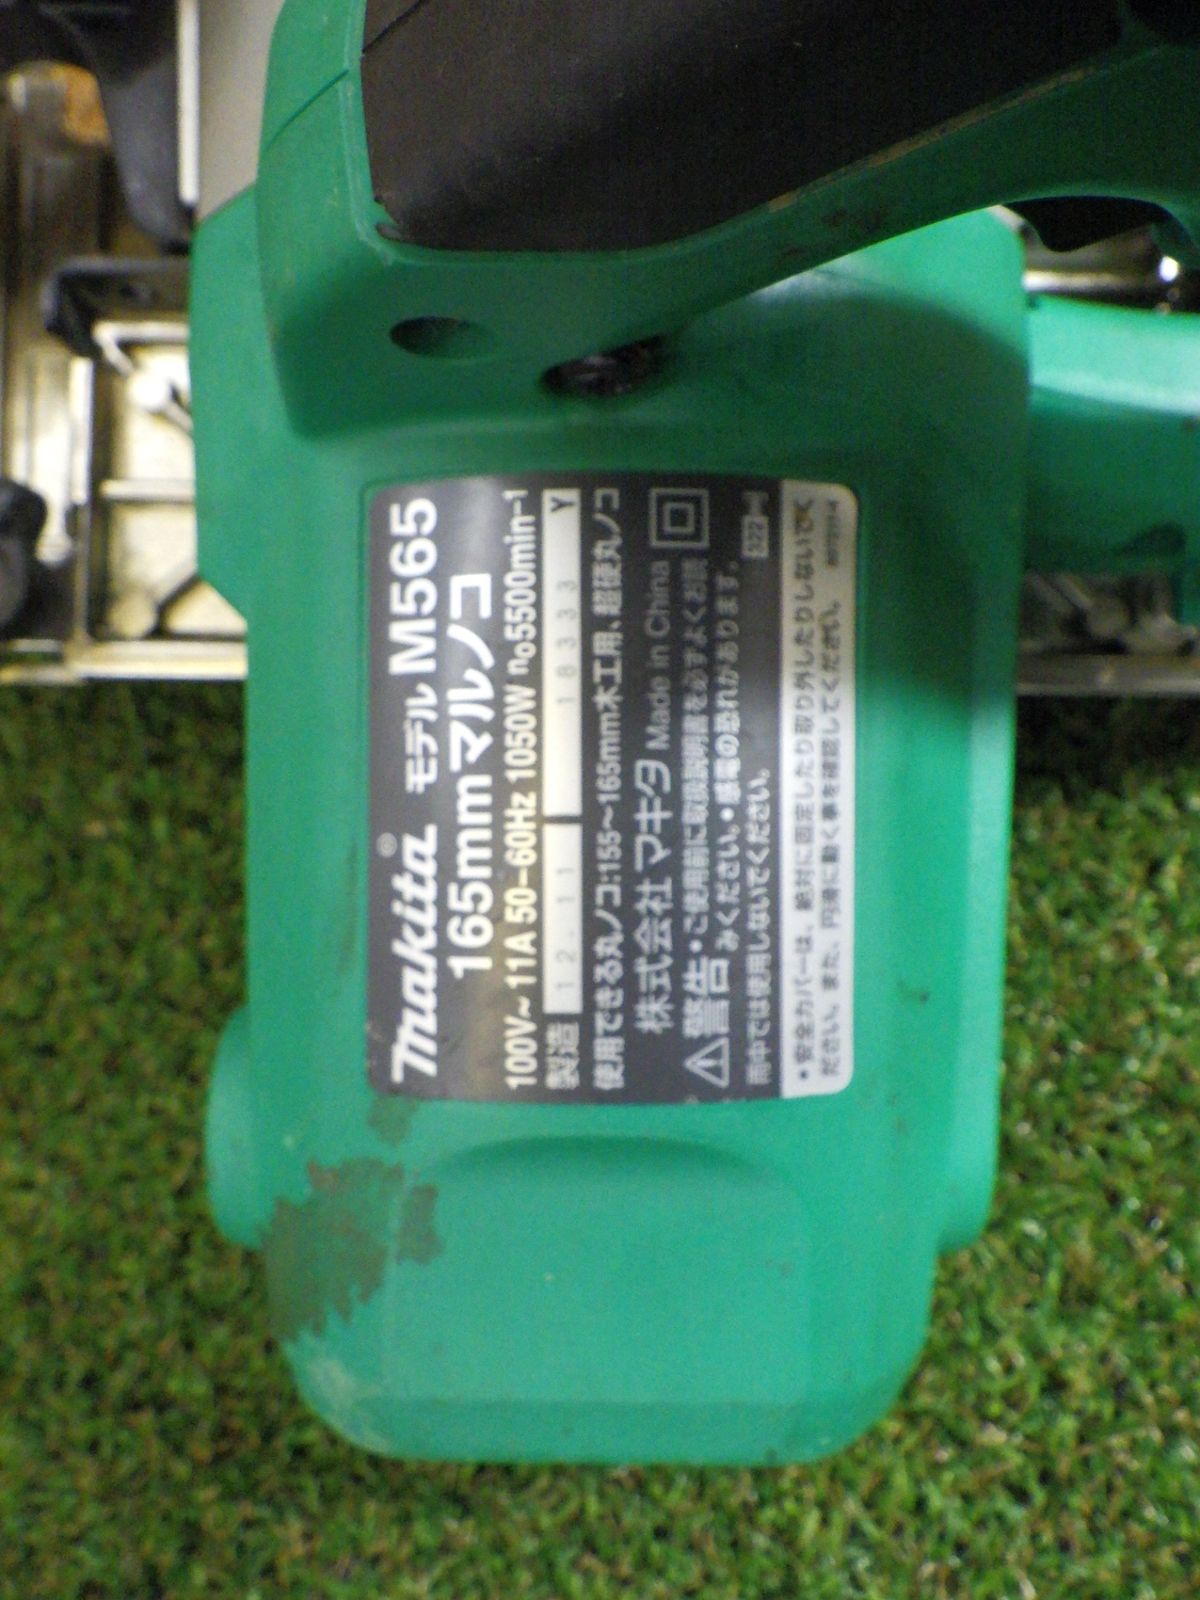 makita® モデル M565
165mmマルノコ
100V~ 11A 50-60Hz 1050W n₀5500min⁻¹
製造 12.11 18333 Y
使用できる丸ノコ:155~165mm木工用、超硬丸ノコ
株式会社マキタ Made in China
⚠警告・ご使用前に取扱説明書を必ずよくお読
みください。・感電の恐れがあります。
雨中では使用しないでください。
・安全カバーは、絶対に固定したり取り外したりしないでく
ださい。また、円滑に動く事を確認してください。